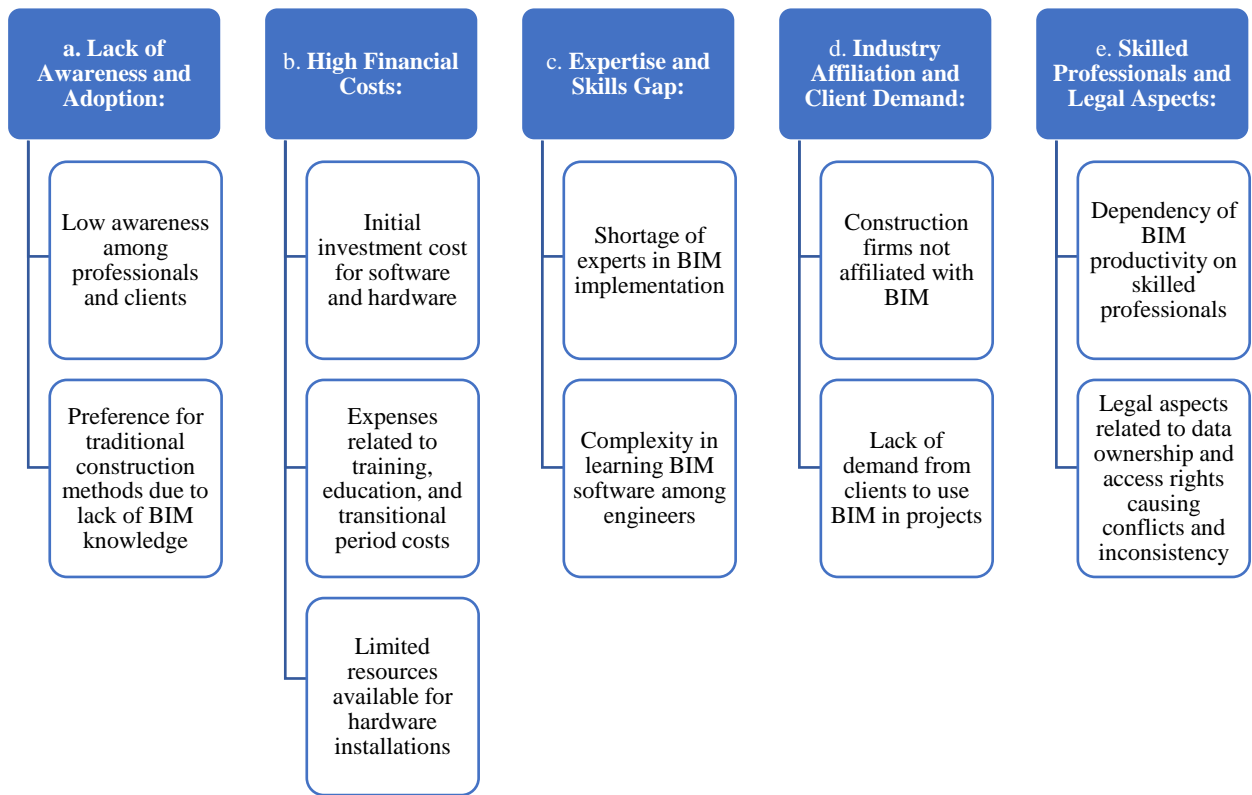 a. Lack of
Awareness and
Adoption:
Low awareness
among
professionals
and clients
Preference for
traditional
construction
methods due to
lack of BIM
knowledge
b. High Financial
Costs:
Initial
investment cost
for software
and hardware
Expenses
related to
training,
education, and
transitional
period costs
Limited
resources
available for
hardware
installations
c. Expertise and
Skills Gap:
Shortage of
experts in BIM
implementation
Complexity in
learning BIM
software among
engineers
d. Industry
Affiliation and
Client Demand:
Construction
firms not
affiliated with
BIM
Lack of
demand from
clients to use
BIM in projects
e. Skilled
Professionals and
Legal Aspects:
Dependency of
BIM
productivity on
skilled
professionals
Legal aspects
related to data
ownership and
access rights
causing
conflicts and
inconsistency